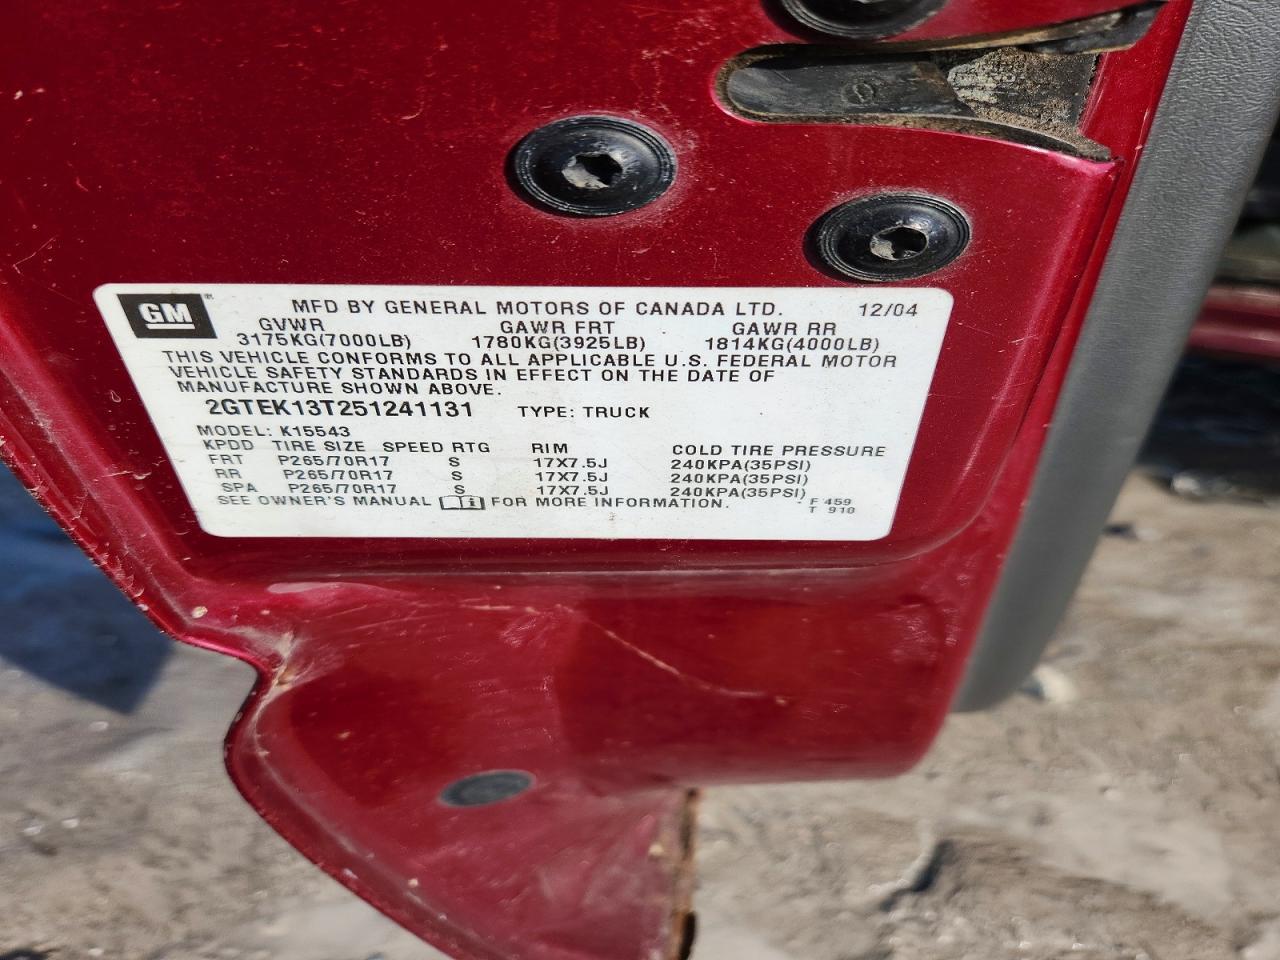 GM MFD BY GENERAL MOTORS OF CANADA LTD. 12/04
GVWR GAWR FRT GAWR RR
3175KG(7000LB) 1780KG(3925LB) 1814KG(4000LB)
THIS VEHICLE CONFORMS TO ALL APPLICABLE U.S. FEDERAL MOTOR
VEHICLE SAFETY STANDARDS IN EFFECT ON THE DATE OF
MANUFACTURE SHOWN ABOVE.
2GTEK13T251241131 TYPE: TRUCK
MODEL: K15543
KPDD TIRE SIZE SPEED RTG RIM COLD TIRE PRESSURE
FRT P265/70R17 S 17X7.5J 240KPA(35PSI)
RR P265/70R17 S 17X7.5J 240KPA(35PSI)
SPA P265/70R17 S 17X7.5J 240KPA(35PSI)
SEE OWNER'S MANUAL FOR MORE INFORMATION. F 459
T 910